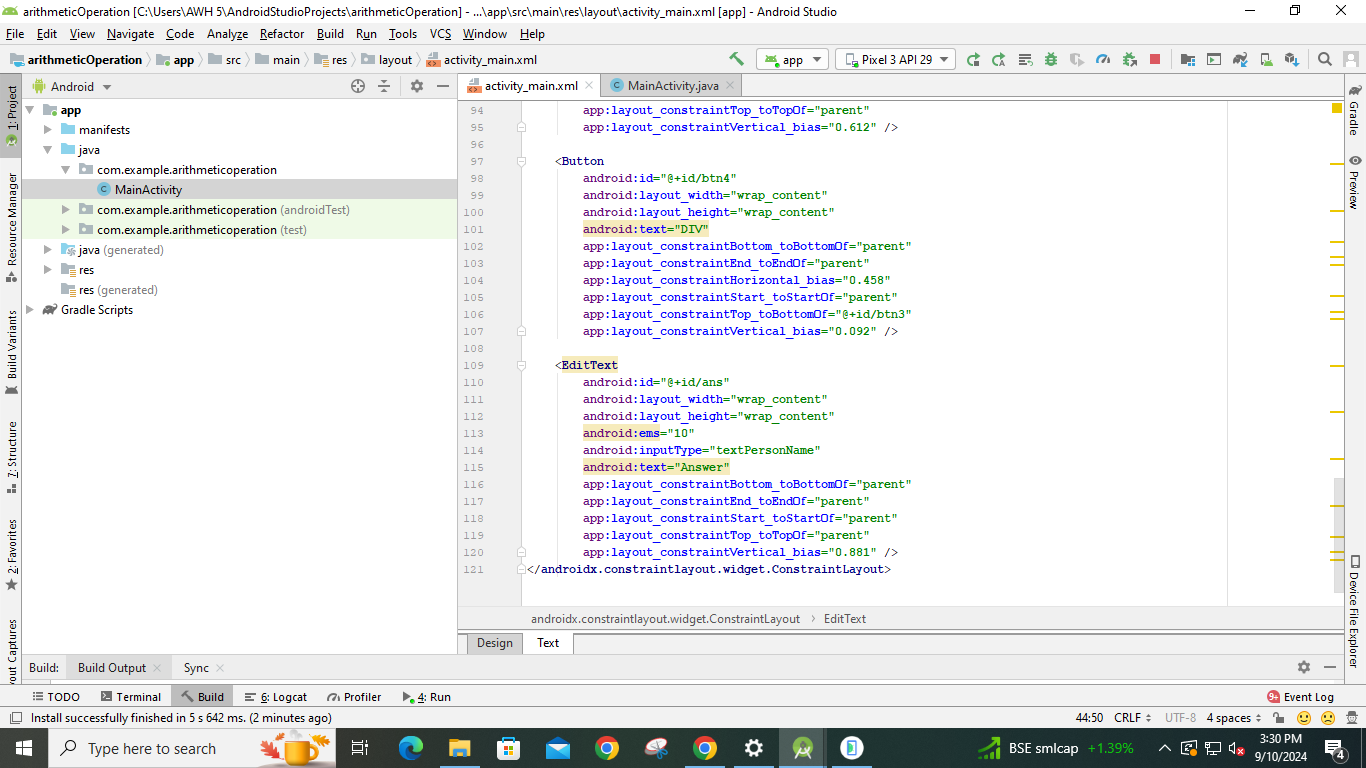 arithmeticOperation [C:\Users\AWH 5\AndroidStudioProjects\arithmeticOperation] - ...\app\src\main\res\layout\activity_main.xml [app] - Android Studio
File Edit View Navigate Code Analyze Refactor Build Run Tools VCS Window Help
arithmeticOperation app src main res layout activity_main.xml app Pixel 3 API 29
1: Project
Resource Manager
Build Variants
7: Structure
2: Favorites
out Captures
Android
app
manifests
java
com.example.arithmeticoperation
MainActivity
com.example.arithmeticoperation (androidTest)
com.example.arithmeticoperation (test)
java (generated)
res
res (generated)
Gradle Scripts
activity_main.xml MainActivity.java
94 app:layout_constraintTop_toTopOf="parent"
95 app:layout_constraintVertical_bias="0.612" />
96
97 <Button
98 android:id="@+id/btn4"
99 android:layout_width="wrap_content"
100 android:layout_height="wrap_content"
101 android:text="DIV"
102 app:layout_constraintBottom_toBottomOf="parent"
103 app:layout_constraintEnd_toEndOf="parent"
104 app:layout_constraintHorizontal_bias="0.458"
105 app:layout_constraintStart_toStartOf="parent"
106 app:layout_constraintTop_toBottomOf="@+id/btn3"
107 app:layout_constraintVertical_bias="0.092" />
108
109 <EditText
110 android:id="@+id/ans"
111 android:layout_width="wrap_content"
112 android:layout_height="wrap_content"
113 android:ems="10"
114 android:inputType="textPersonName"
115 android:text="Answer"
116 app:layout_constraintBottom_toBottomOf="parent"
117 app:layout_constraintEnd_toEndOf="parent"
118 app:layout_constraintStart_toStartOf="parent"
119 app:layout_constraintTop_toTopOf="parent"
120 app:layout_constraintVertical_bias="0.881" />
121 </androidx.constraintlayout.widget.ConstraintLayout>
androidx.constraintlayout.widget.ConstraintLayout EditText
Design Text
Gradle
Preview
Device File Explorer
Build: Build Output Sync
TODO Terminal Build 6: Logcat Profiler 4: Run 9+ Event Log
Install successfully finished in 5 s 642 ms. (2 minutes ago) 44:50 CRLF UTF-8 4 spaces
Type here to search BSE smlcap +1.39% 3:30 PM
9/10/2024 4